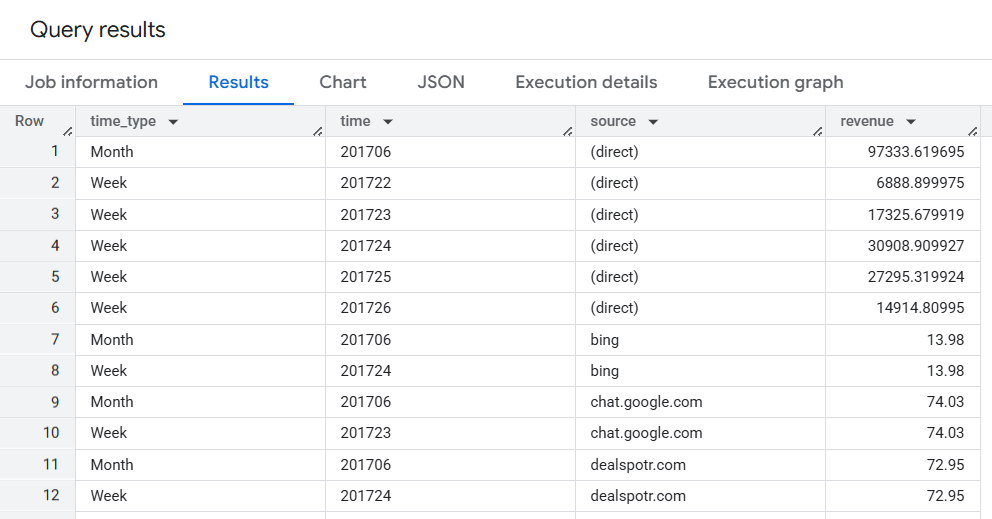 Query results
Job information Results Chart JSON Execution details Execution graph
Row time_type time source revenue
1 Month 201706 (direct) 97333.619695
2 Week 201722 (direct) 6888.899975
3 Week 201723 (direct) 17325.679919
4 Week 201724 (direct) 30908.909927
5 Week 201725 (direct) 27295.319924
6 Week 201726 (direct) 14914.80995
7 Month 201706 bing 13.98
8 Week 201724 bing 13.98
9 Month 201706 chat.google.com 74.03
10 Week 201723 chat.google.com 74.03
11 Month 201706 dealspotr.com 72.95
12 Week 201724 dealspotr.com 72.95